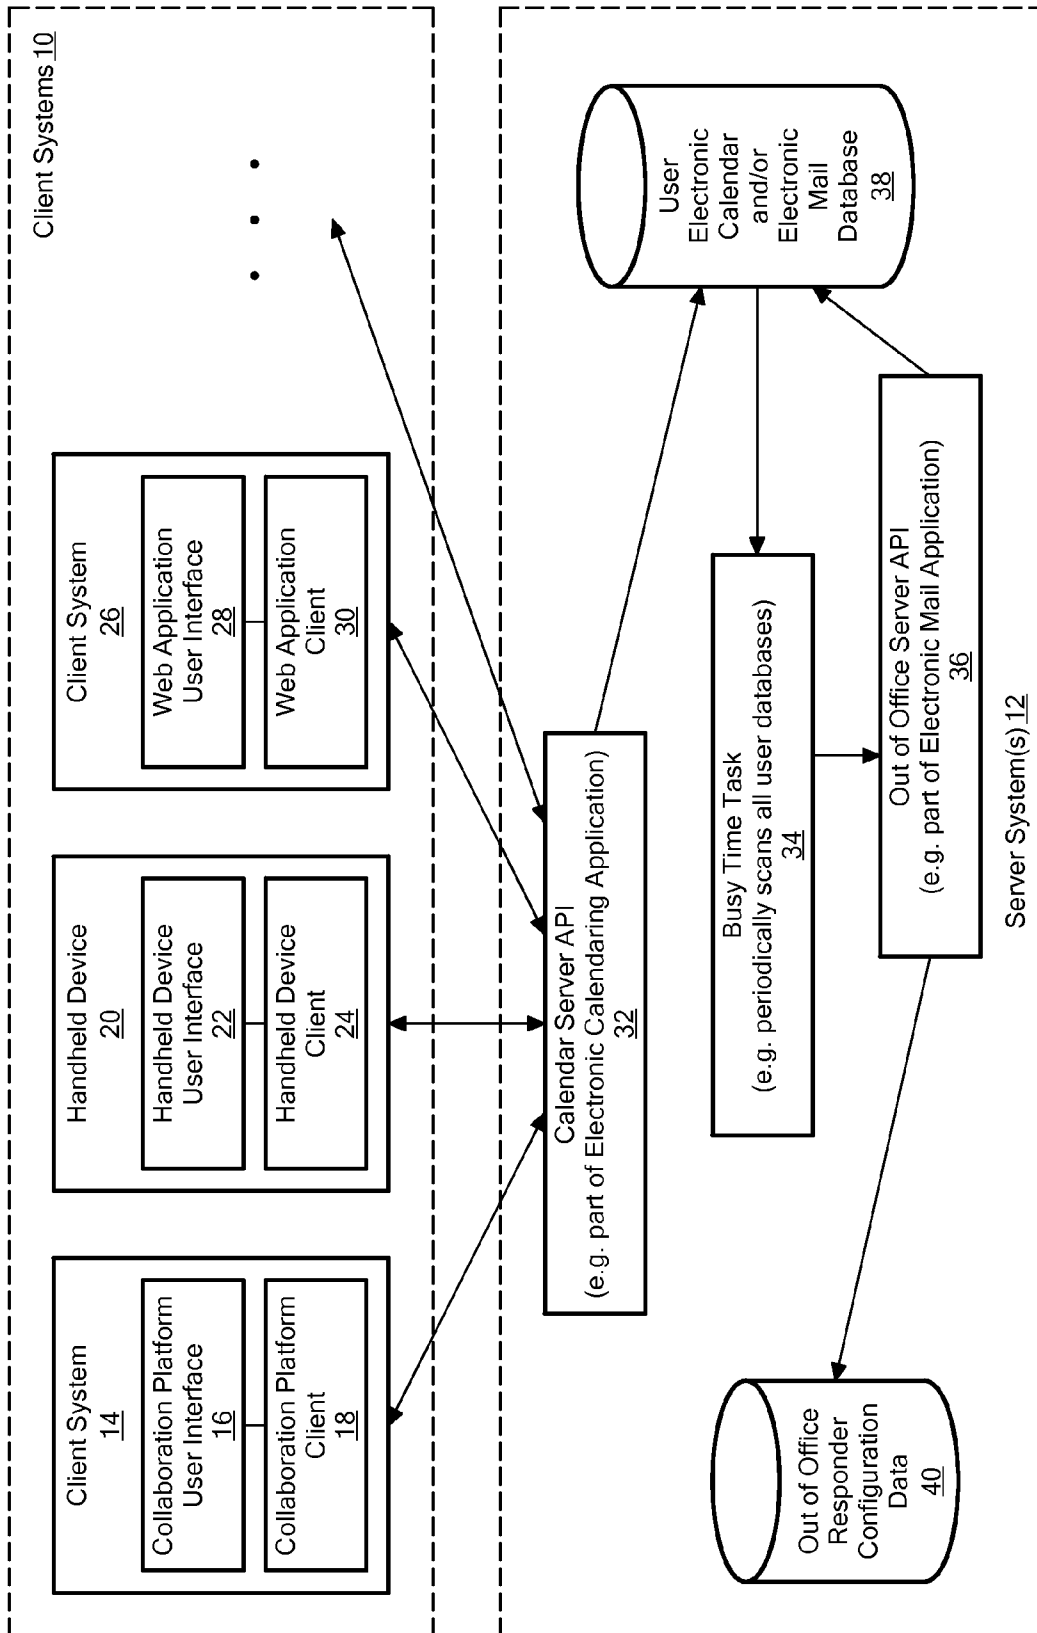 Client Systems 10
Client System
14
Collaboration Platform
User Interface
16
Collaboration Platform
Client
18
Handheld Device
20
Handheld Device
User Interface
22
Handheld Device
Client
24
Client System
26
Web Application
User Interface
28
Web Application
Client
30
Calendar Server API
(e.g. part of Electronic Calendaring Application)
32
User
Electronic
Calendar
and/or
Electronic
Mail
Database
38
Busy Time Task
(e.g. periodically scans all user databases)
34
Out of Office Server API
(e.g. part of Electronic Mail Application)
36
Out of Office
Responder
Configuration
Data
40
Server System(s) 12